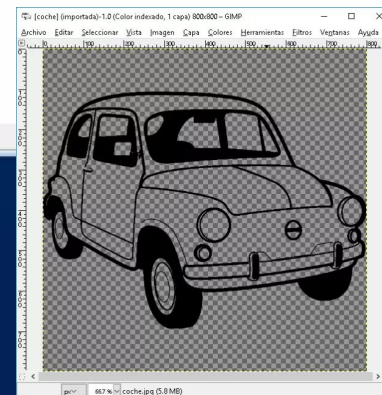 [coche] (importada)-1.0 (Color indexado, 1 capa) 800x800 – GIMP
Archivo Editar Seleccionar Vista Imagen Capa Colores Herramientas Filtros Ventanas Ayuda
0 100 200 300 400 500 600 700 800
px 66.7 % coche.jpg (5.8 MB)